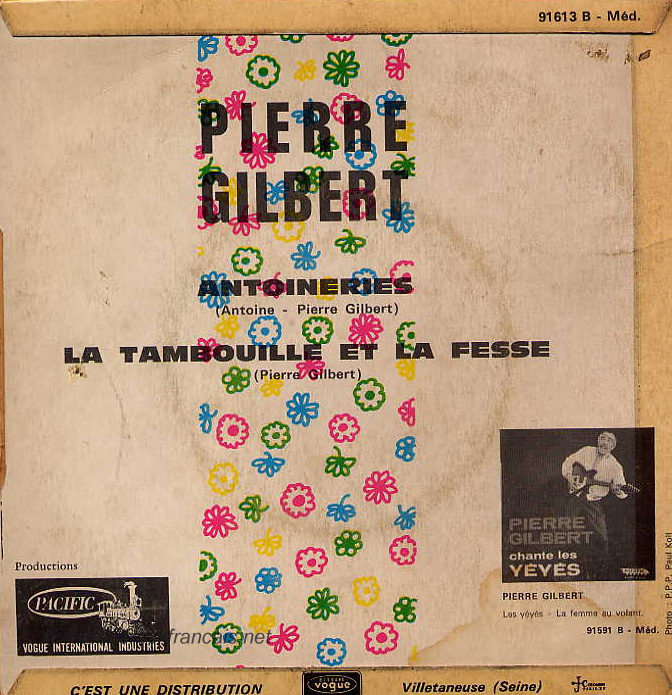 91613 B - Méd.
PIERRE
GILBERT
ANTOINERIES
(Antoine - Pierre Gilbert)
LA TAMBOUILLE ET LA FESSE
(Pierre Gilbert)
PIERRE
GILBERT
chante les
YÉYÉS
PIERRE GILBERT
Les yéyés - La femme au volant.
91591 B - Méd.
Photo : P.P.P. Paul Koll
Productions
PACIFIC
VOGUE INTERNATIONAL INDUSTRIES
francais.net
C'EST UNE DISTRIBUTION
vogue
Villetaneuse (Seine)